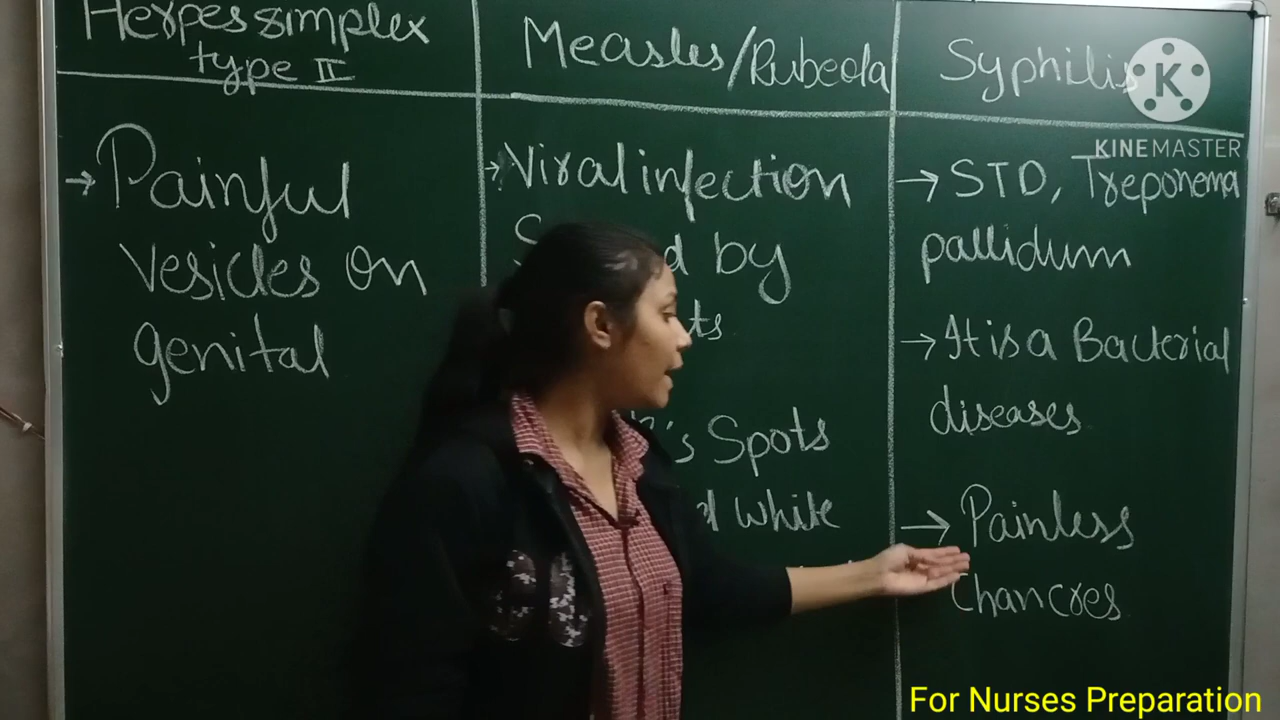 Herpes simplex
type II
→ Painful
vesicles on
genital
Measles/Rubeola
→ Viral infection
by
's Spots
White
Syphilis
→ STD, Treponema
pallidum
→ It is a Bacterial
diseases
→ Painless
Chancres
K
KINEMASTER
For Nurses Preparation